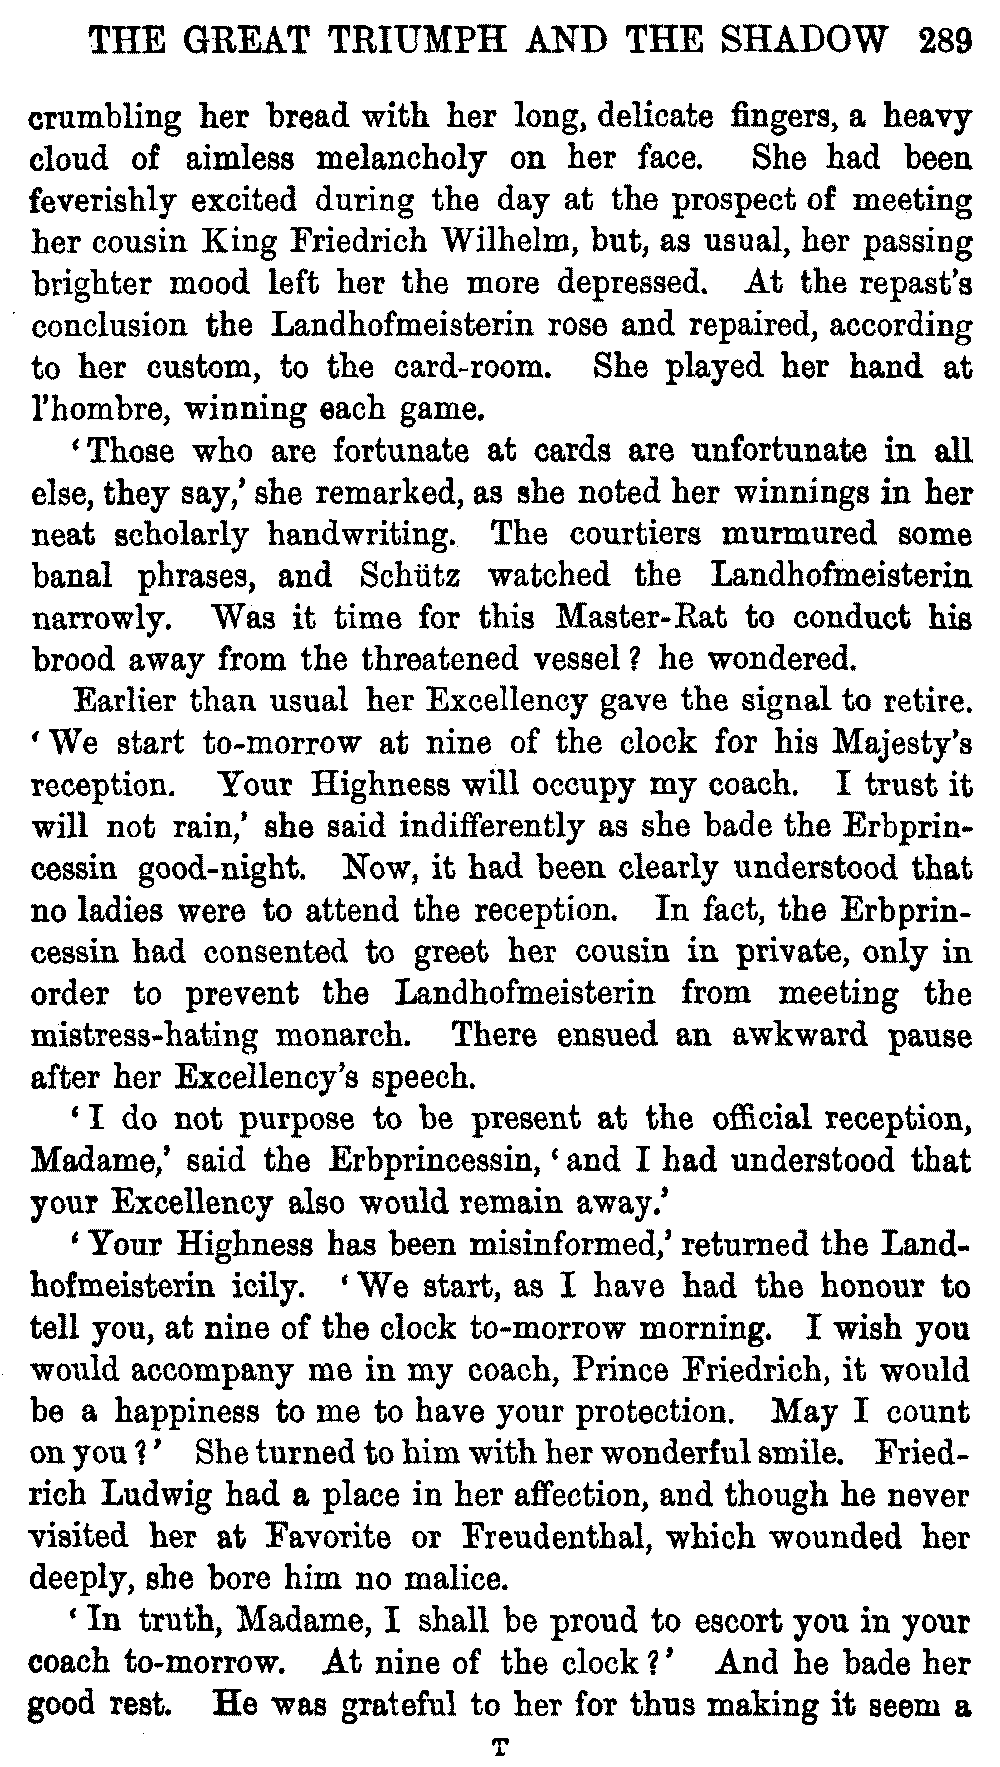 THE GREAT TRIUMPH AND THE SHADOW 289
crumbling her bread with her long, delicate fingers, a heavy
cloud of aimless melancholy on her face. She had been
feverishly excited during the day at the prospect of meeting
her cousin King Friedrich Wilhelm, but, as usual, her passing
brighter mood left her the more depressed. At the repast's
conclusion the Landhofmeisterin rose and repaired, according
to her custom, to the card-room. She played her hand at
l'hombre, winning each game.
'Those who are fortunate at cards are unfortunate in all
else, they say,' she remarked, as she noted her winnings in her
neat scholarly handwriting. The courtiers murmured some
banal phrases, and Schütz watched the Landhofmeisterin
narrowly. Was it time for this Master-Rat to conduct his
brood away from the threatened vessel? he wondered.
Earlier than usual her Excellency gave the signal to retire.
'We start to-morrow at nine of the clock for his Majesty's
reception. Your Highness will occupy my coach. I trust it
will not rain,' she said indifferently as she bade the Erbprin-
cessin good-night. Now, it had been clearly understood that
no ladies were to attend the reception. In fact, the Erbprin-
cessin had consented to greet her cousin in private, only in
order to prevent the Landhofmeisterin from meeting the
mistress-hating monarch. There ensued an awkward pause
after her Excellency's speech.
'I do not purpose to be present at the official reception,
Madame,' said the Erbprincessin, 'and I had understood that
your Excellency also would remain away.'
'Your Highness has been misinformed,' returned the Land-
hofmeisterin icily. 'We start, as I have had the honour to
tell you, at nine of the clock to-morrow morning. I wish you
would accompany me in my coach, Prince Friedrich, it would
be a happiness to me to have your protection. May I count
on you?' She turned to him with her wonderful smile. Fried-
rich Ludwig had a place in her affection, and though he never
visited her at Favorite or Freudenthal, which wounded her
deeply, she bore him no malice.
'In truth, Madame, I shall be proud to escort you in your
coach to-morrow. At nine of the clock?' And he bade her
good rest. He was grateful to her for thus making it seem a
T